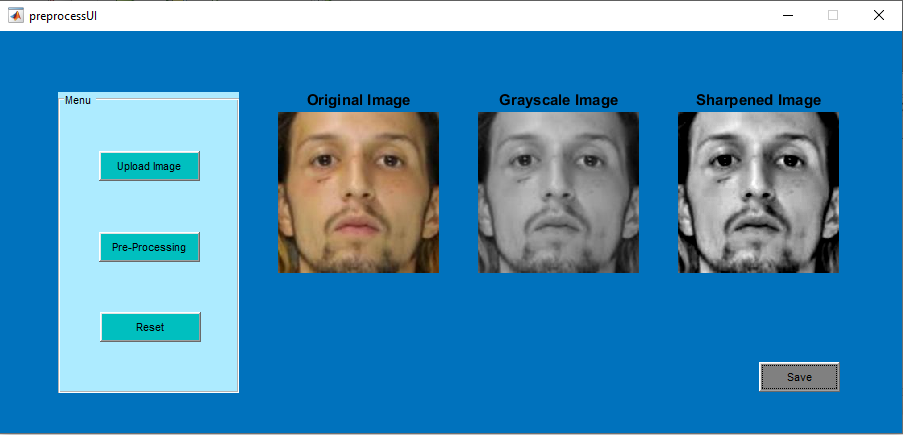 preprocessUI
Menu
Upload Image
Pre-Processing
Reset
Original Image
Grayscale Image
Sharpened Image
Save